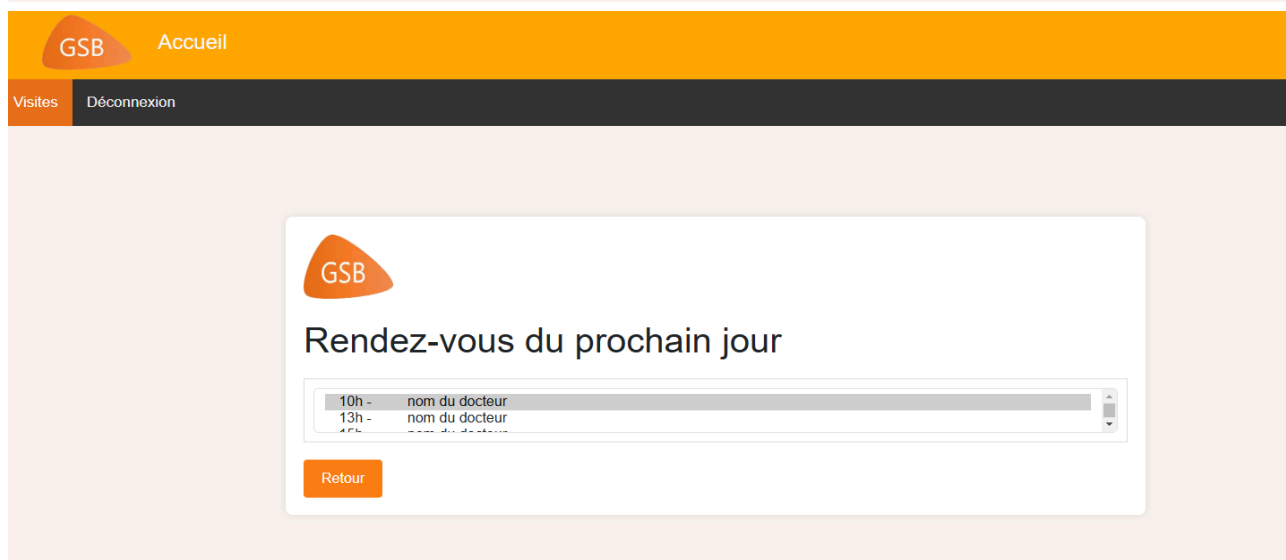 GSB Accueil
Visites Déconnexion
GSB
Rendez-vous du prochain jour
10h - nom du docteur
13h - nom du docteur
Retour